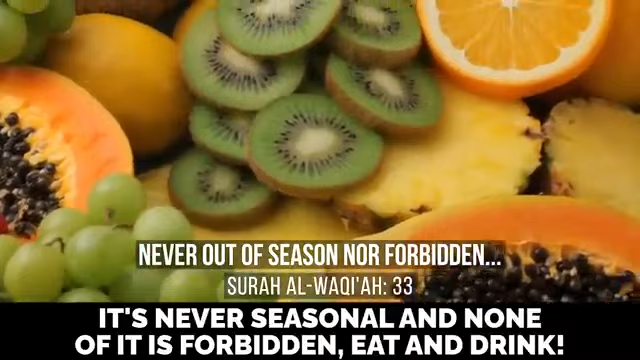 NEVER OUT OF SEASON NOR FORBIDDEN...
SURAH AL-WAQI'AH: 33
IT'S NEVER SEASONAL AND NONE
OF IT IS FORBIDDEN, EAT AND DRINK!